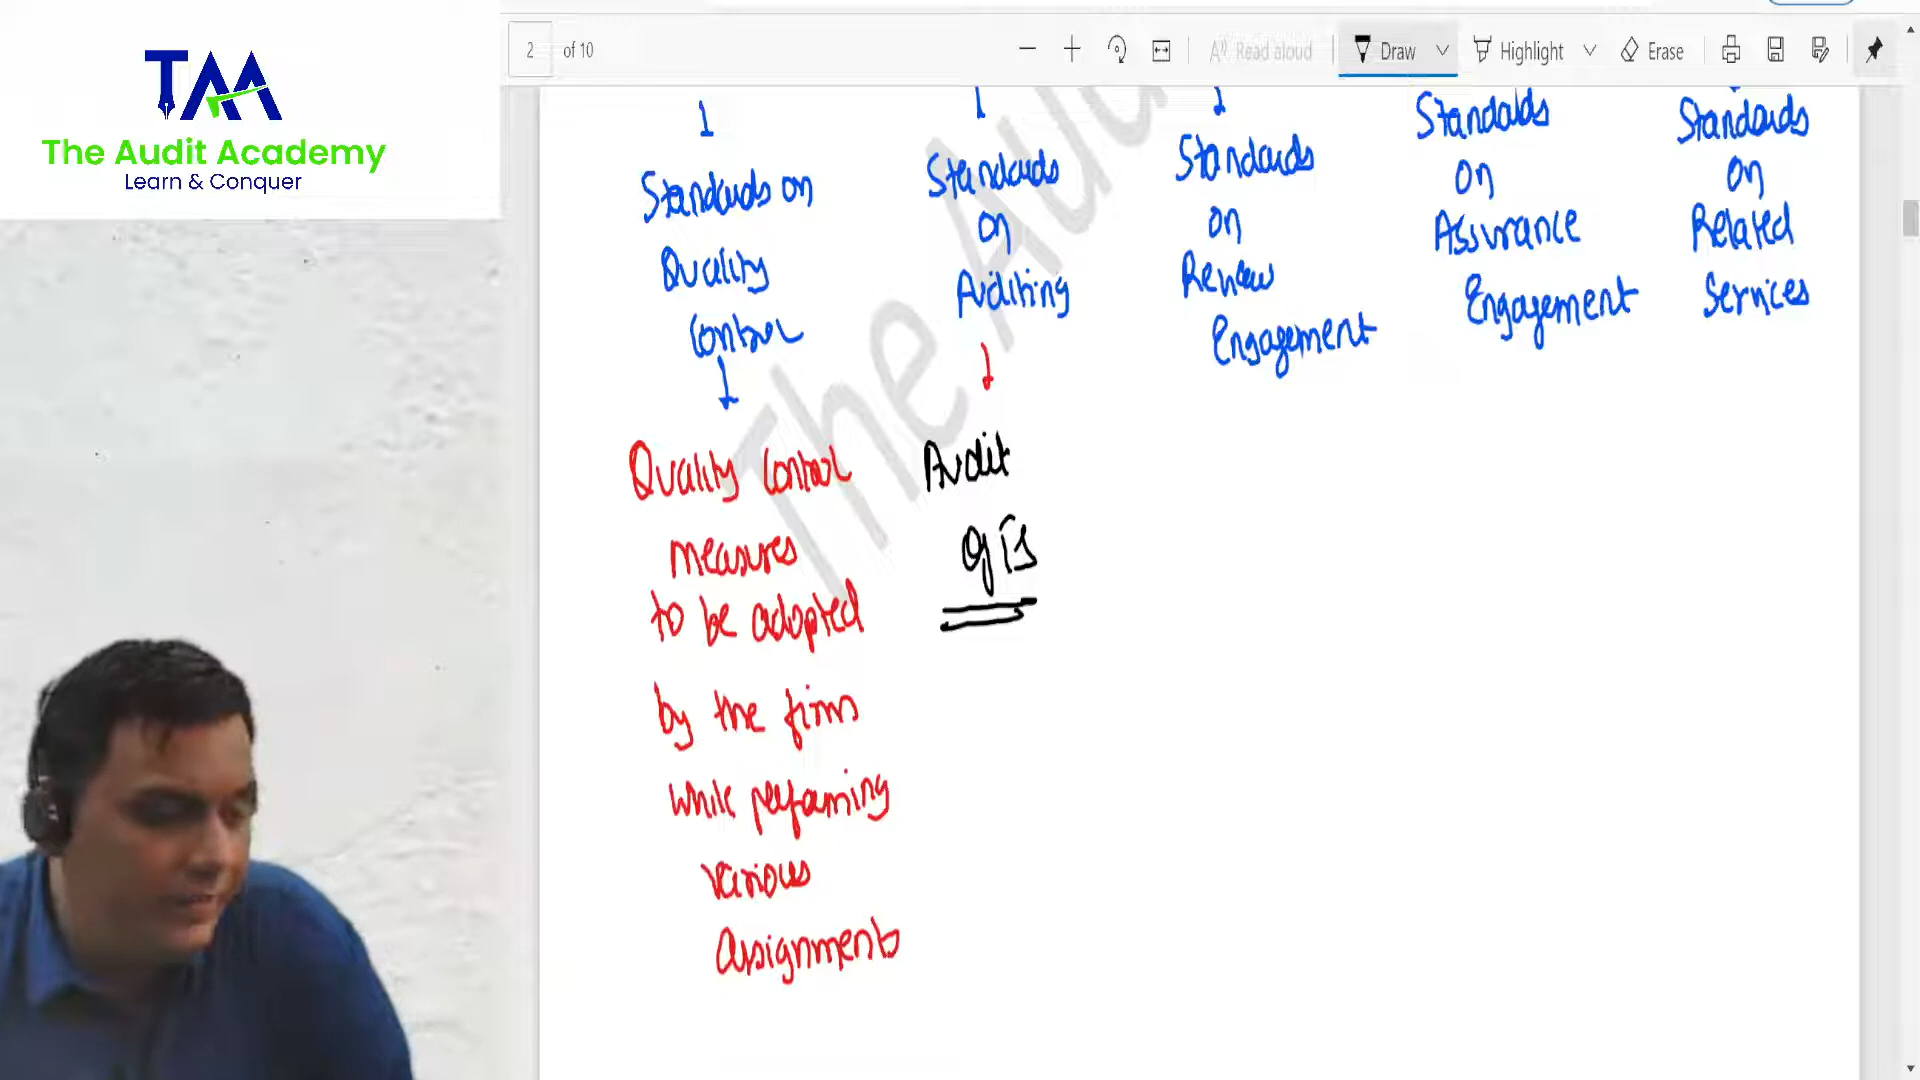 TAA
The Audit Academy
Learn & Conquer
2 of 10
Read aloud
Draw
Highlight
Erase
The Au
Standards on
Quality
Control
Quality Control
measures
to be adopted
by the firms
while performing
various
assignments
Standards
on
Auditing
Audit
of FS
Standards
on
Review
Engagement
Standards
on
Assurance
Engagement
Standards
on
Related
Services